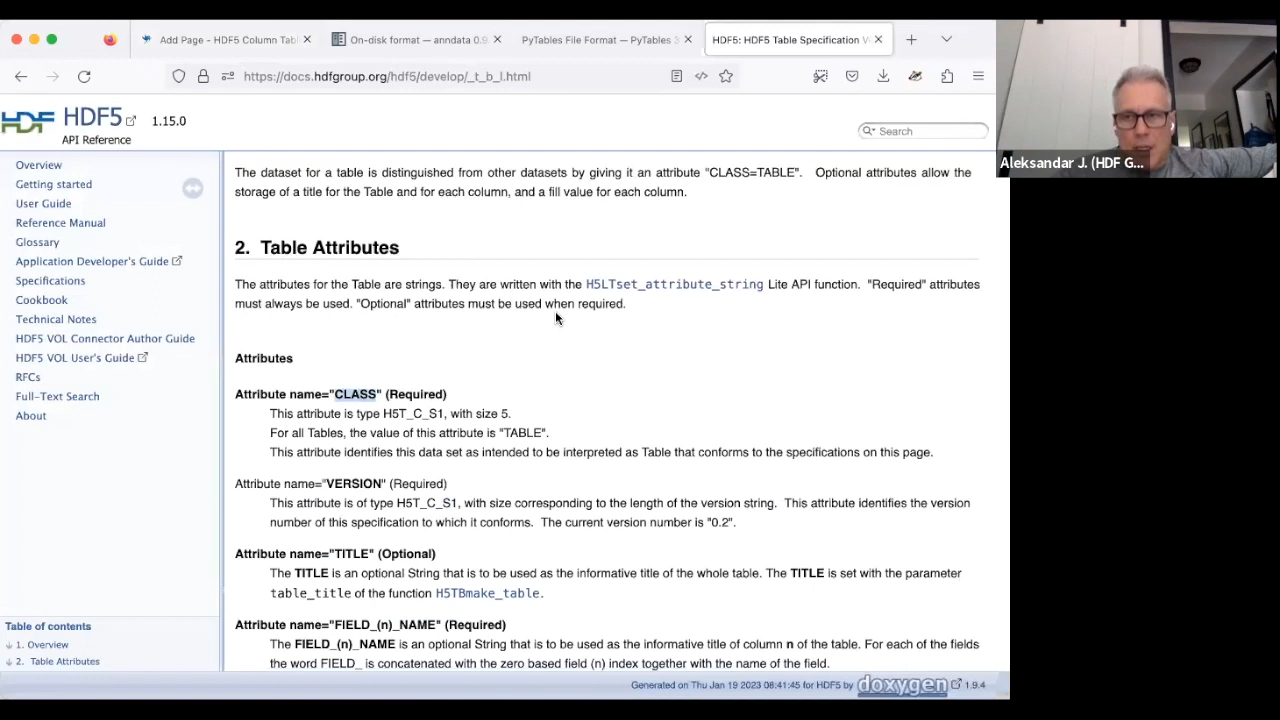 Add Page - HDF5 Column Tabl
On-disk format — anndata 0.9
PyTables File Format — PyTables 3
HDF5: HDF5 Table Specification V
https://docs.hdfgroup.org/hdf5/develop/_t_b_l.html
HDF
HDF5 1.15.0
API Reference
Search
Overview
Getting started
User Guide
Reference Manual
Glossary
Application Developer's Guide
Specifications
Cookbook
Technical Notes
HDF5 VOL Connector Author Guide
HDF5 VOL User's Guide
RFCs
Full-Text Search
About
Table of contents
1. Overview
2. Table Attributes
The dataset for a table is distinguished from other datasets by giving it an attribute "CLASS=TABLE". Optional attributes allow the
storage of a title for the Table and for each column, and a fill value for each column.
2. Table Attributes
The attributes for the Table are strings. They are written with the H5LTset_attribute_string Lite API function. "Required" attributes
must always be used. "Optional" attributes must be used when required.
Attributes
Attribute name="CLASS" (Required)
This attribute is type H5T_C_S1, with size 5.
For all Tables, the value of this attribute is "TABLE".
This attribute identifies this data set as intended to be interpreted as Table that conforms to the specifications on this page.
Attribute name="VERSION" (Required)
This attribute is of type H5T_C_S1, with size corresponding to the length of the version string. This attribute identifies the version
number of this specification to which it conforms. The current version number is "0.2".
Attribute name="TITLE" (Optional)
The TITLE is an optional String that is to be used as the informative title of the whole table. The TITLE is set with the parameter
table_title of the function H5TBmake_table.
Attribute name="FIELD_(n)_NAME" (Required)
The FIELD_(n)_NAME is an optional String that is to be used as the informative title of column n of the table. For each of the fields
the word FIELD_ is concatenated with the zero based field (n) index together with the name of the field.
Generated on Thu Jan 19 2023 08:41:45 for HDF5 by doxygen 1.9.4
Aleksandar J. (HDF G...